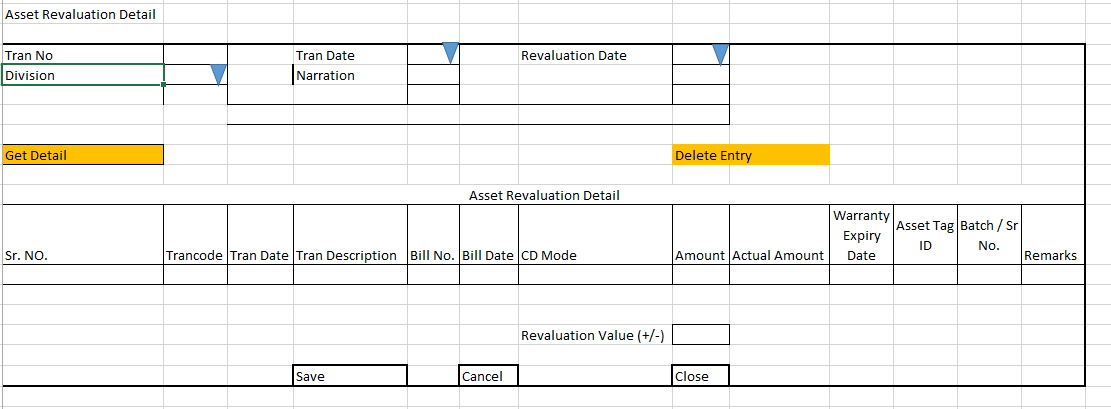 Asset Revaluation Detail
Tran No Tran Date Revaluation Date
Division Narration
Get Detail Delete Entry
Asset Revaluation Detail
Sr. NO. Trancode Tran Date Tran Description Bill No. Bill Date CD Mode Amount Actual Amount Warranty Expiry Date Asset Tag ID Batch / Sr No. Remarks
Revaluation Value (+/-)
Save Cancel Close